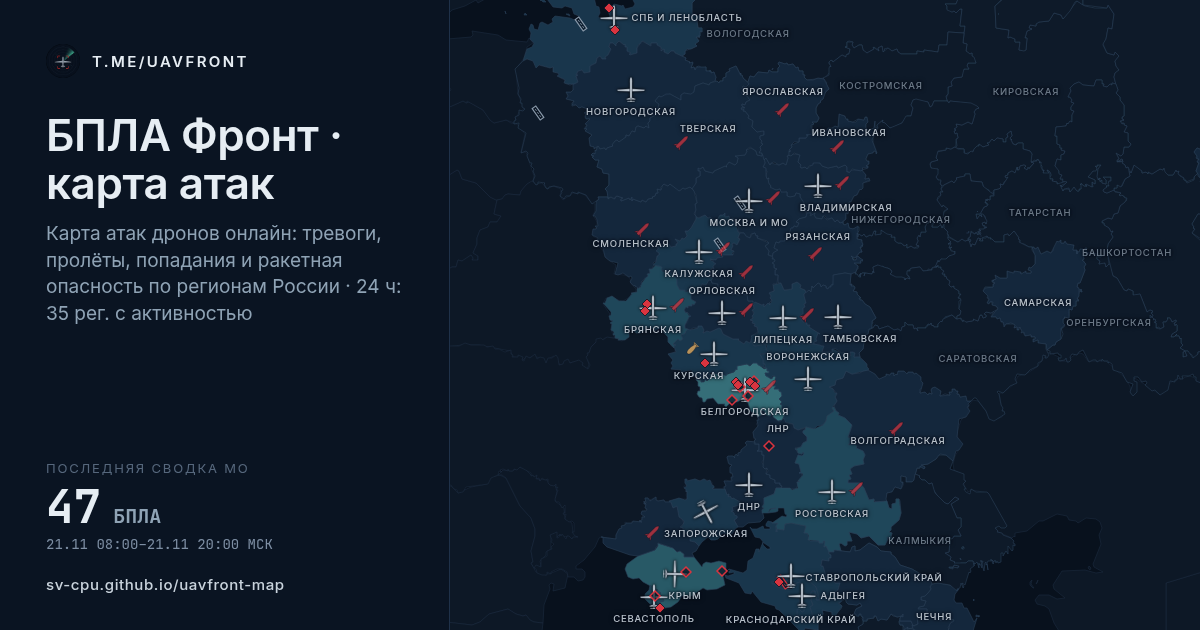 T.ME/UAVFRONT
БПЛА Фронт ·
карта атак
Карта атак дронов онлайн: тревоги,
пролёты, попадания и ракетная
опасность по регионам России · 24 ч:
35 рег. с активностью
ПОСЛЕДНЯЯ СВОДКА МО
47 БПЛА
21.11 08:00–21.11 20:00 МСК
sv-cpu.github.io/uavfront-map
СПБ И ЛЕНОБЛАСТЬ
ВОЛОГОДСКАЯ
КОСТРОМСКАЯ
ЯРОСЛАВСКАЯ
КИРОВСКАЯ
НОВГОРОДСКАЯ
ТВЕРСКАЯ
ИВАНОВСКАЯ
ВЛАДИМИРСКАЯ
ТАТАРСТАН
НИЖЕГОРОДСКАЯ
МОСКВА И МО
РЯЗАНСКАЯ
СМОЛЕНСКАЯ
БАШКОРТОСТАН
КАЛУЖСКАЯ
ОРЛОВСКАЯ
САМАРСКАЯ
ОРЕНБУРГСКАЯ
БРЯНСКАЯ
ЛИПЕЦКАЯ
ТАМБОВСКАЯ
ВОРОНЕЖСКАЯ
САРАТОВСКАЯ
КУРСКАЯ
БЕЛГОРОДСКАЯ
ЛНР
ВОЛГОГРАДСКАЯ
ДНР
РОСТОВСКАЯ
ЗАПОРОЖСКАЯ
КАЛМЫКИЯ
СТАВРОПОЛЬСКИЙ КРАЙ
КРЫМ
АДЫГЕЯ
СЕВАСТОПОЛЬ
КРАСНОДАРСКИЙ КРАЙ
ЧЕЧНЯ